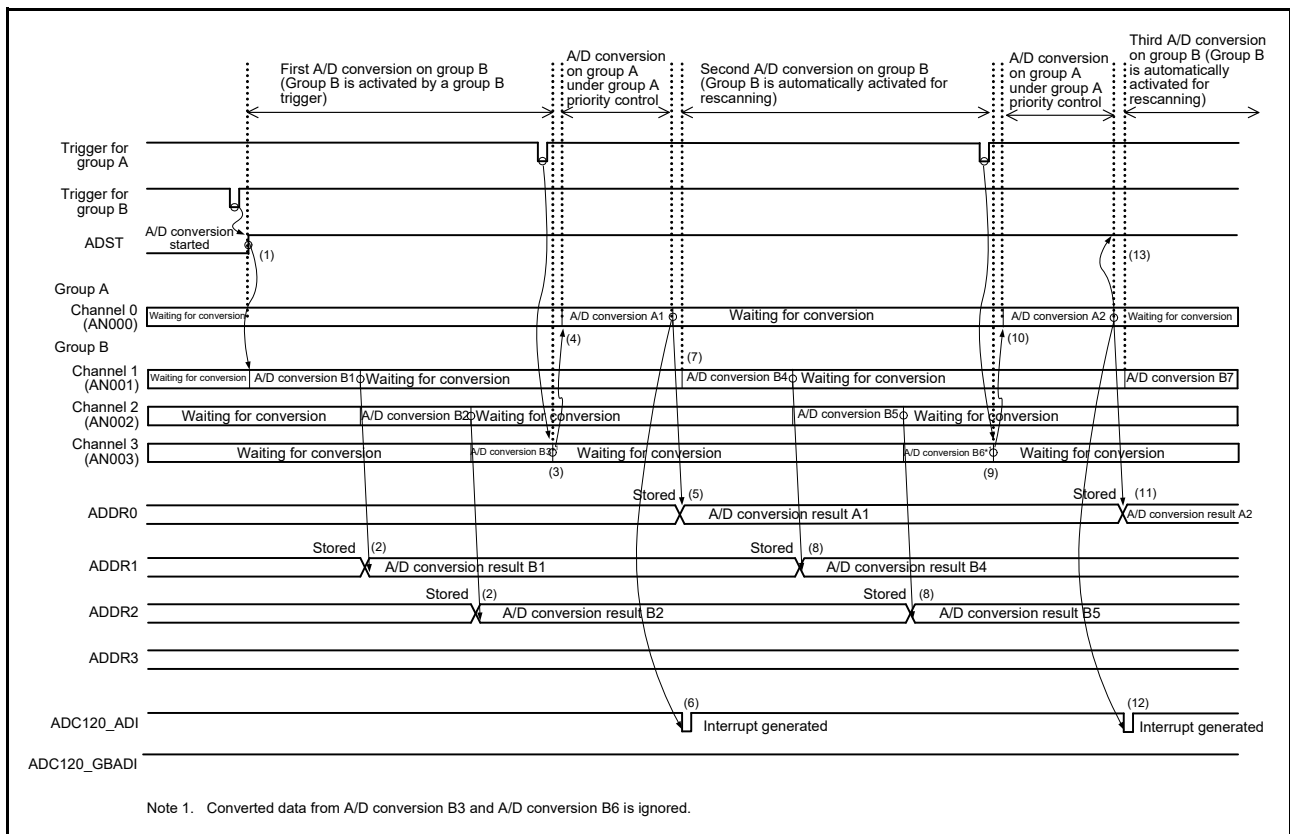 First A/D conversion on group B
(Group B is activated by a group B
trigger)
A/D conversion
on group A
under group A
priority control
Second A/D conversion on group B
(Group B is automatically activated for
rescanning)
A/D conversion
on group A
under group A
priority control
Third A/D conversion
on group B (Group B
is automatically
activated for
rescanning)
Trigger for
group A
Trigger for
group B
ADST
A/D conversion
started
(1)
(13)
Group A
Channel 0
(AN000)
Waiting for conversion
A/D conversion A1
Waiting for conversion
A/D conversion A2
Waiting for conversion
(4)
(10)
Group B
(7)
Channel 1
(AN001)
Waiting for conversion
A/D conversion B1
Waiting for conversion
A/D conversion B4
Waiting for conversion
A/D conversion B7
Channel 2
(AN002)
Waiting for conversion
A/D conversion B2
Waiting for conversion
A/D conversion B5
Waiting for conversion
Channel 3
(AN003)
Waiting for conversion
A/D conversion B3
Waiting for conversion
A/D conversion B6*
Waiting for conversion
(3)
(9)
ADDR0
Stored
(5)
A/D conversion result A1
Stored
(11)
A/D conversion result A2
ADDR1
Stored
(2)
A/D conversion result B1
Stored
(8)
A/D conversion result B4
ADDR2
Stored
(2)
A/D conversion result B2
Stored
(8)
A/D conversion result B5
ADDR3
ADC120_ADI
(6)
Interrupt generated
(12)
Interrupt generated
ADC120_GBADI
Note 1. Converted data from A/D conversion B3 and A/D conversion B6 is ignored.